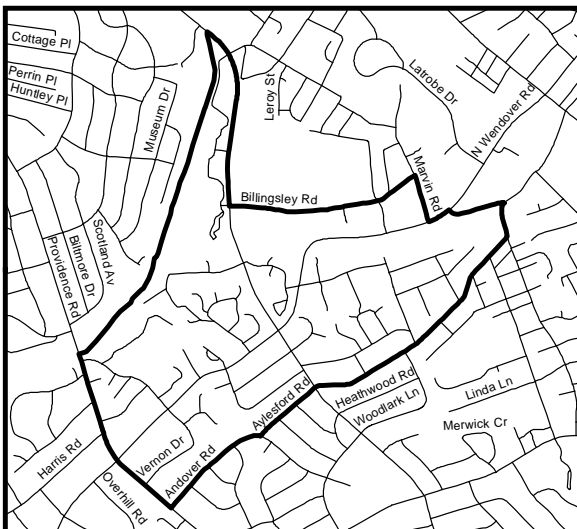 Cottage Pl
Perrin Pl
Huntley Pl
Museum Dr
Leroy St
Latrobe Dr
N Wendover Rd
Marvin Rd
Billingsley Rd
Scotland Av
Biltmore Dr
Providence Rd
Heathwood Rd
Woodlark Ln
Linda Ln
Merwick Cr
Aylesford Rd
Vernon Dr
Andover Rd
Harris Rd
Overhill Rd